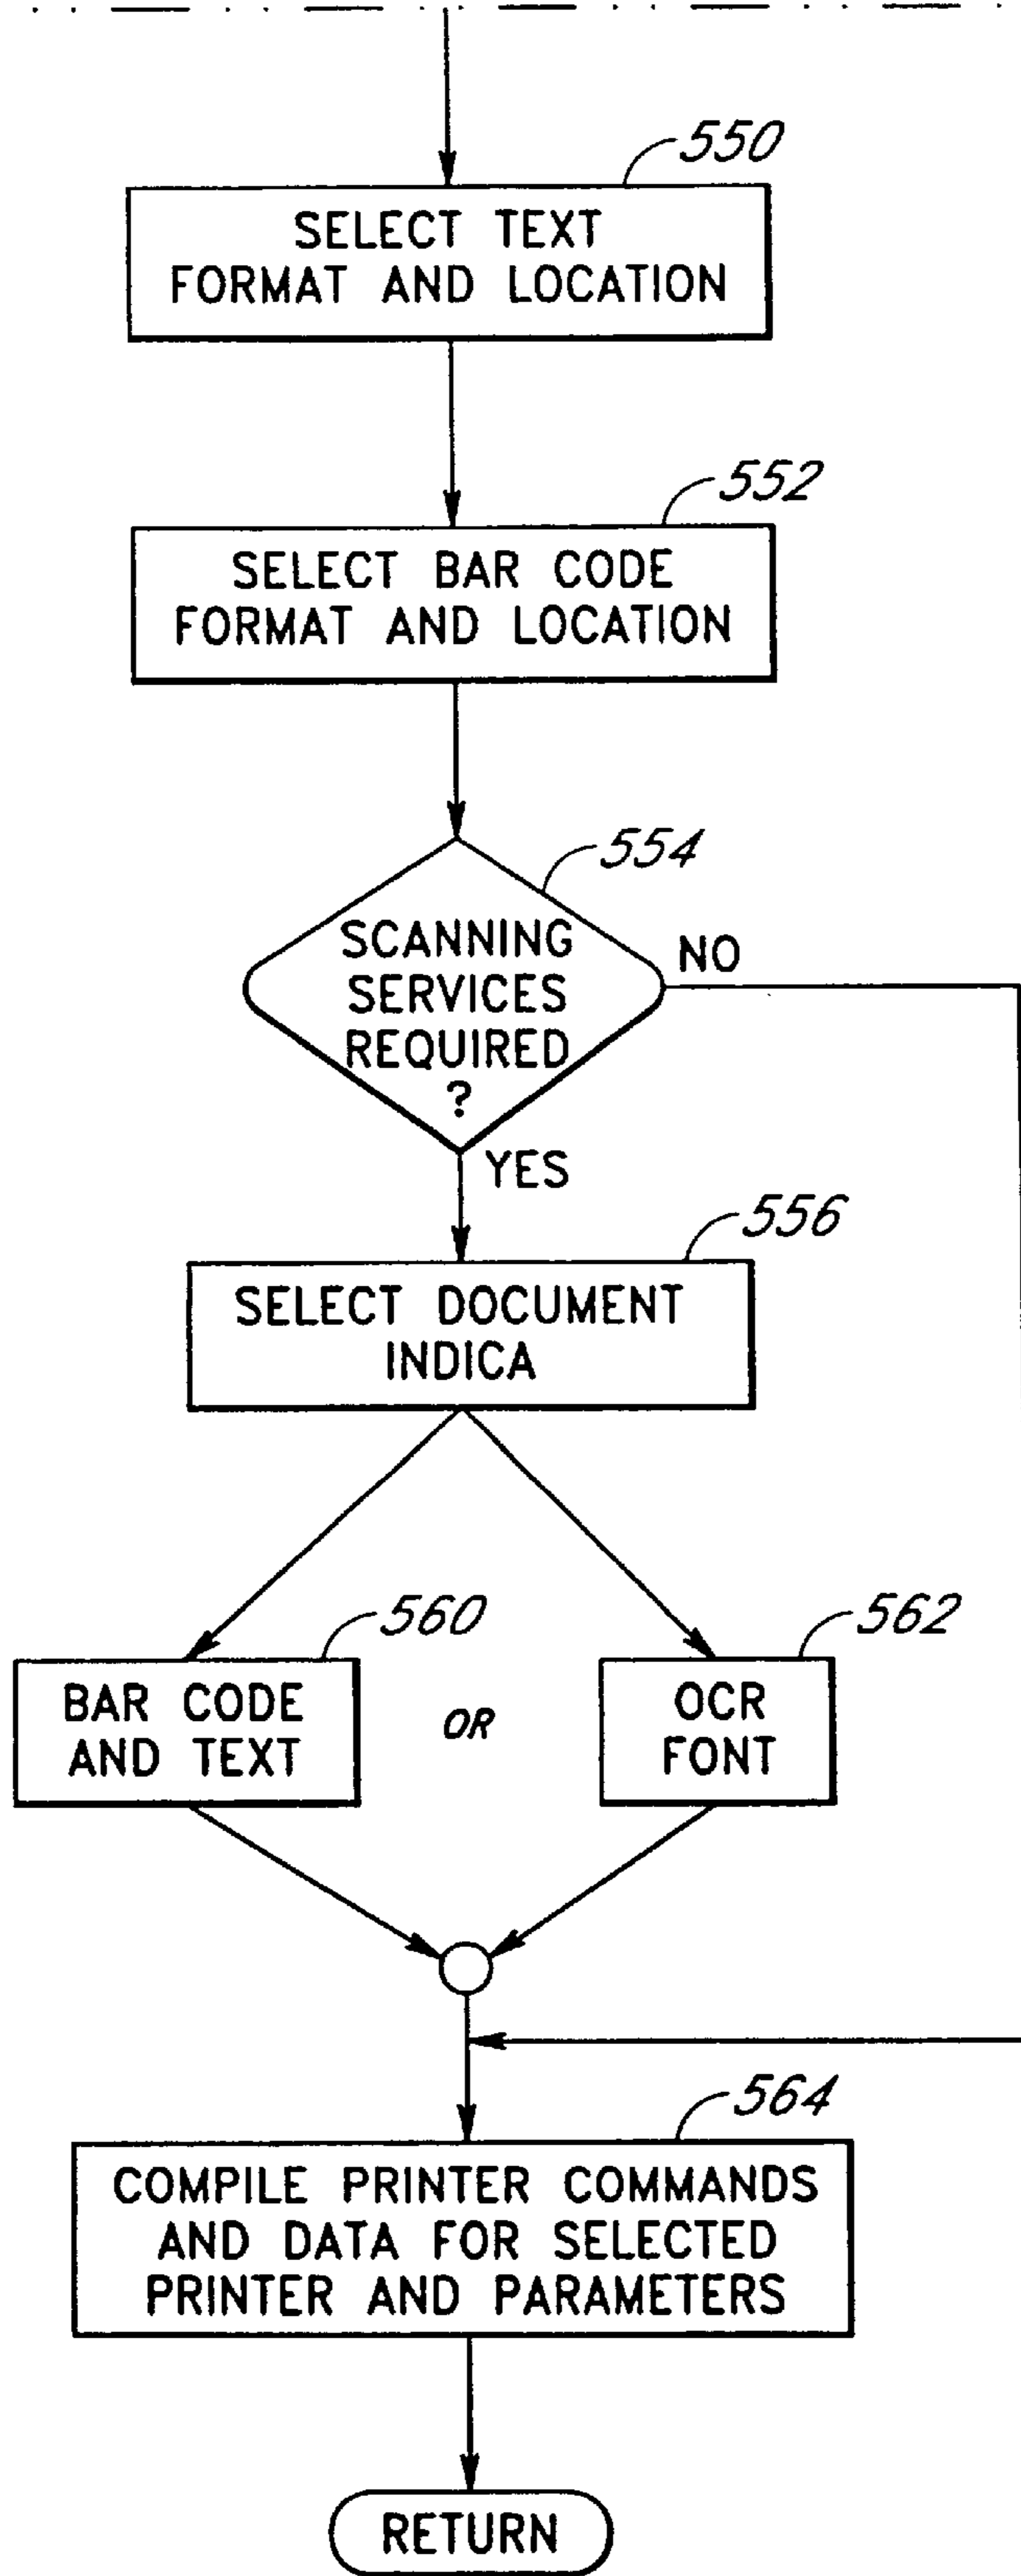 550
SELECT TEXT
FORMAT AND LOCATION
552
SELECT BAR CODE
FORMAT AND LOCATION
554
SCANNING
SERVICES
REQUIRED
?
NO
YES
556
SELECT DOCUMENT
INDICA
560
BAR CODE
AND TEXT
OR
562
OCR
FONT
564
COMPILE PRINTER COMMANDS
AND DATA FOR SELECTED
PRINTER AND PARAMETERS
RETURN